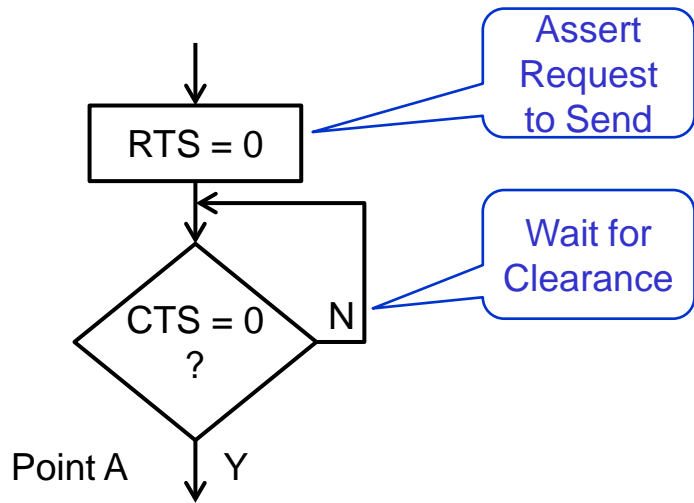 Assert
Request
to Send
RTS = 0
Wait for
Clearance
CTS = 0
?
N
Point A
Y